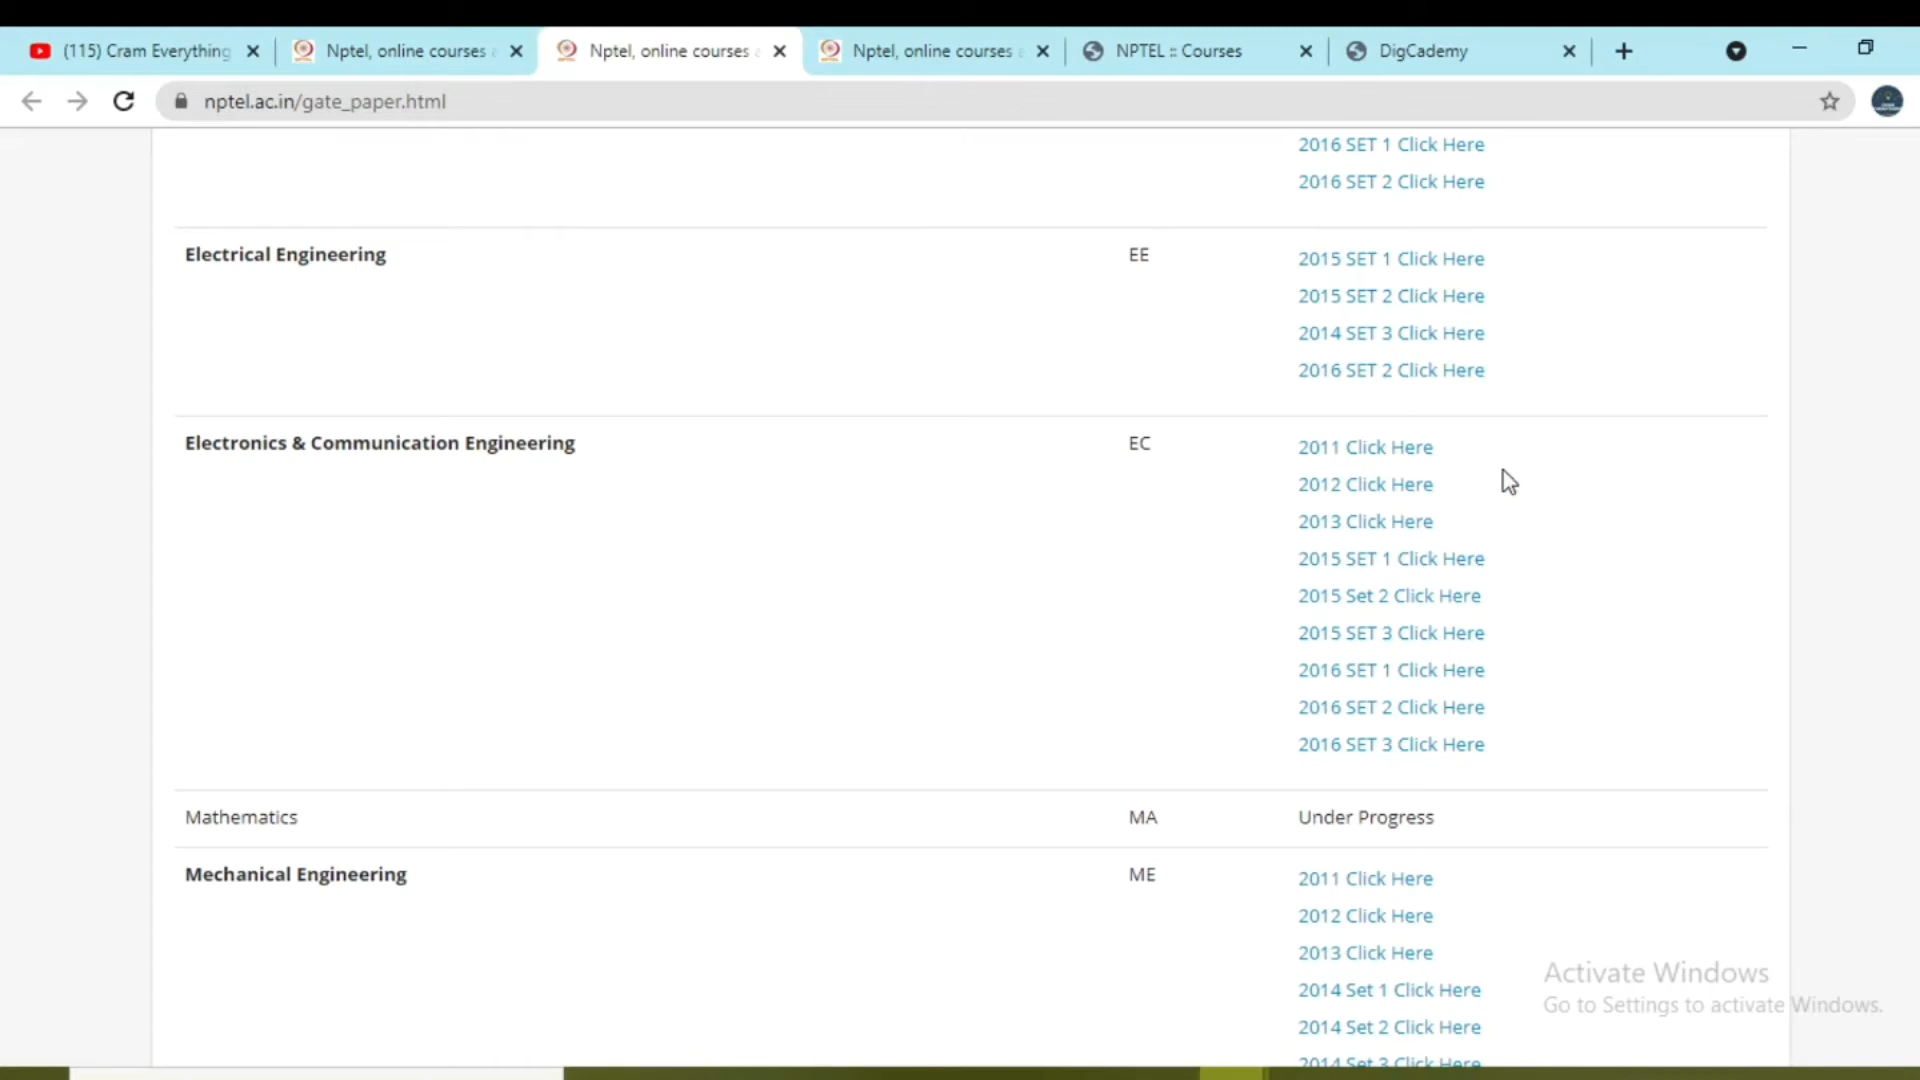 (115) Cram Everything
Nptel, online courses
Nptel, online courses
Nptel, online courses
NPTEL :: Courses
DigCademy
nptel.ac.in/gate_paper.html
2016 SET 1 Click Here
2016 SET 2 Click Here
Electrical Engineering EE 2015 SET 1 Click Here
2015 SET 2 Click Here
2014 SET 3 Click Here
2016 SET 2 Click Here
Electronics & Communication Engineering EC 2011 Click Here
2012 Click Here
2013 Click Here
2015 SET 1 Click Here
2015 Set 2 Click Here
2015 SET 3 Click Here
2016 SET 1 Click Here
2016 SET 2 Click Here
2016 SET 3 Click Here
Mathematics MA Under Progress
Mechanical Engineering ME 2011 Click Here
2012 Click Here
2013 Click Here
2014 Set 1 Click Here
2014 Set 2 Click Here
2014 Set 3 Click Here
Activate Windows
Go to Settings to activate Windows.